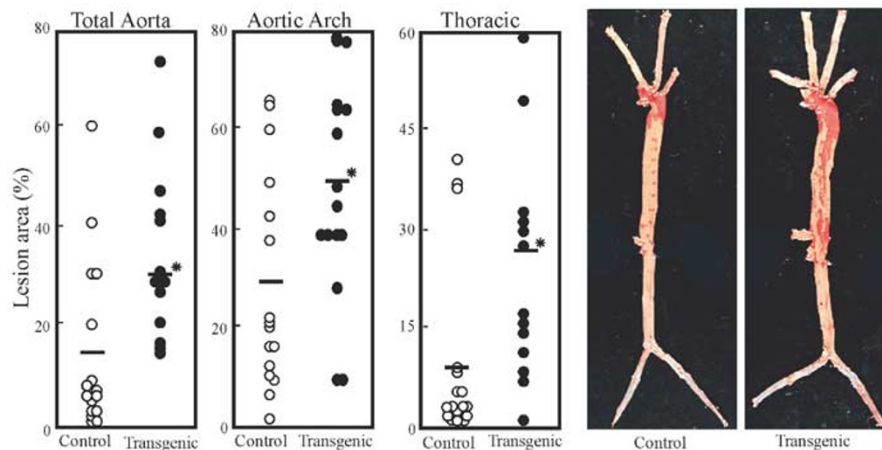 Total Aorta
Aortic Arch
Thoracic
Lesion area (%)
80
60
40
20
0
Control
Transgenic
*
80
60
40
20
0
Control
Transgenic
*
60
45
30
15
0
Control
Transgenic
*
Control
Transgenic